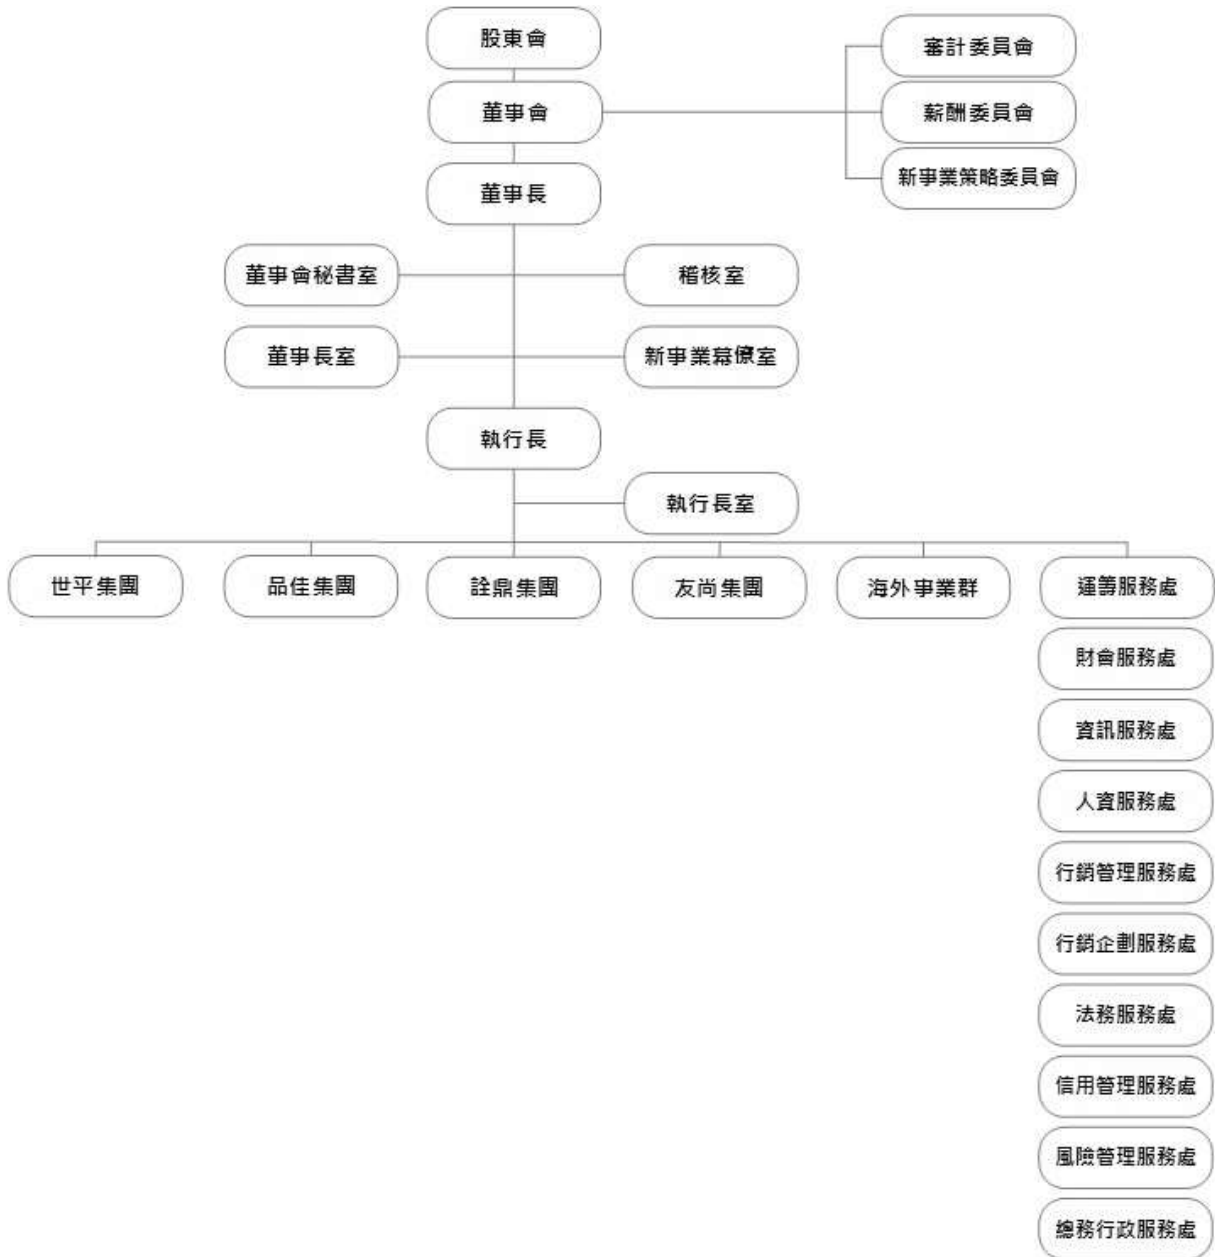 股東會
審計委員會
董事會
薪酬委員會
董事長
新事業策略委員會
董事會秘書室
稽核室
董事長室
新事業幕僚室
執行長
執行長室
世平集團
品佳集團
詮鼎集團
友尚集團
海外事業群
運籌服務處
財會服務處
資訊服務處
人資服務處
行銷管理服務處
行銷企劃服務處
法務服務處
信用管理服務處
風險管理服務處
總務行政服務處